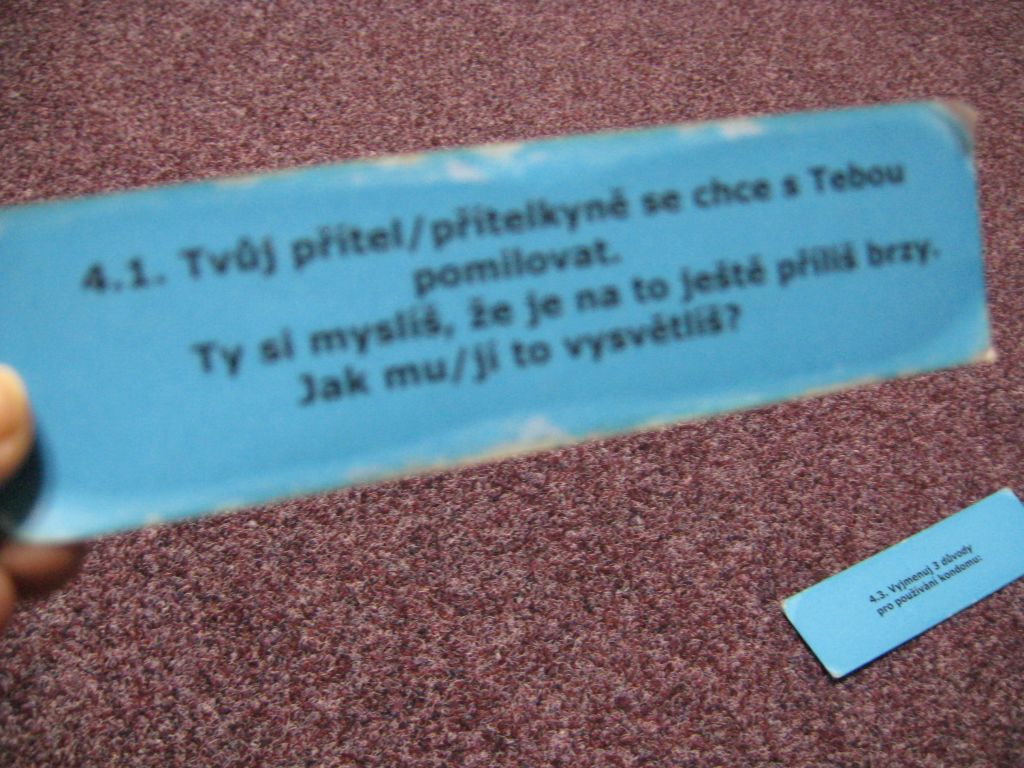 4.1. Tvůj přítel/přítelkyně se chce s Tebou
pomilovat.
Ty si myslíš, že je na to ještě příliš brzy.
Jak mu/jí to vysvětlíš?
4.3. Vyjmenuj 3 důvody
pro používání kondomu: